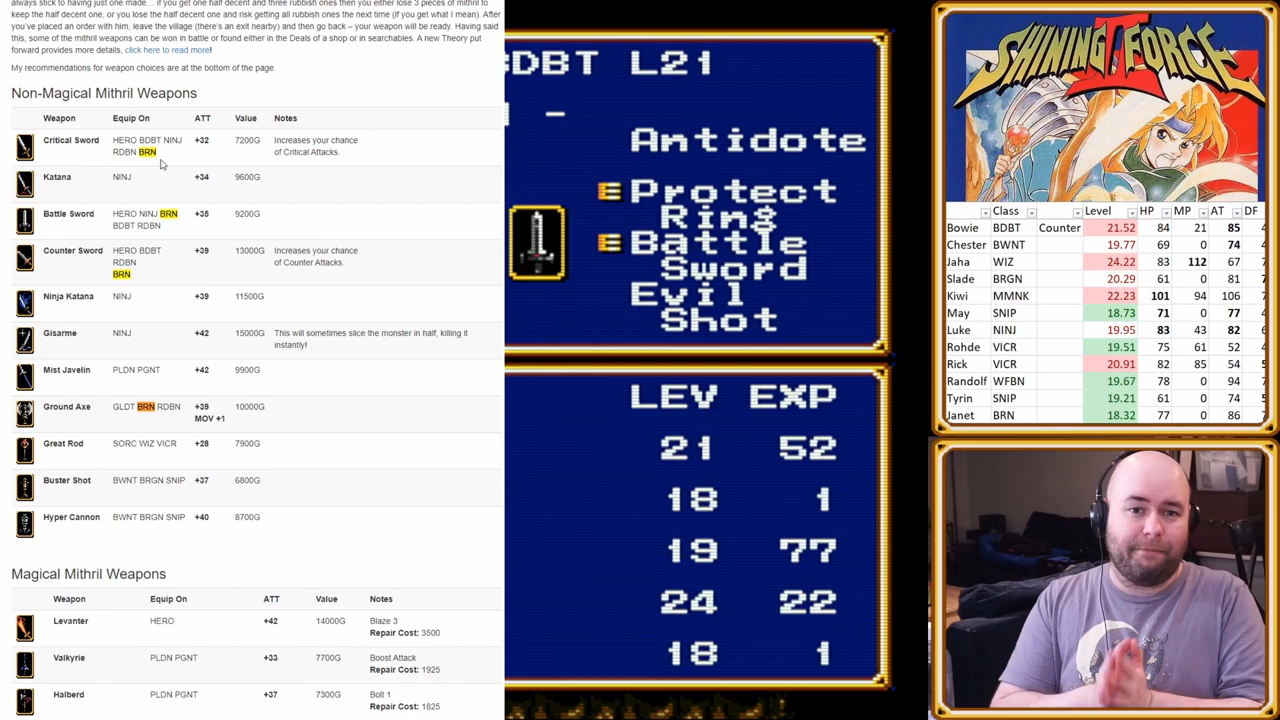 always stick to having just one made... if you get one half decent and three rubbish ones then you either lose 3 pieces of mithril to
keep the half decent one, or you lose the half decent one and risk getting all rubbish ones the next time (if you get what I mean). After
you've placed an order with him, leave the village (there's an exit nearby) and then go back – your weapon will be ready. Having said
this, some of the mithril weapons can be won in battle or found either in the Deals of a shop or in searchables. A new Theory put
forward provides more details, click here to read more!
My recommendations for weapon choices are at the bottom of the page.
Non-Magical Mithril Weapons
Weapon Equip On ATT Value Notes
Critical Sword HERO BDBT NINJ +32 7200G Increases your chance
RDBN BRN of Critical Attacks.
Katana NINJ +34 9600G
Battle Sword HERO NINJ BRN +35 9200G
BDBT RDBN
Counter Sword HERO BDBT +39 13000G Increases your chance
RDBN of Counter Attacks.
BRN
Ninja Katana NINJ +39 11500G
Gisarme NINJ +42 15000G This will sometimes slice the monster in half, killing it
instantly!
Mist Javelin PLDN PGNT +42 9900G
Ground Axe GLDT BRN RDBN +39 10000G
MOV +1
Great Rod SORC WIZ VICR +28 7900G
Buster Shot BWNT BRGN SNIP +37 6800G
Hyper Cannon BWNT BRGN SNIP +40 8700G
Magical Mithril Weapons
Weapon Equip On ATT Value Notes
Levanter HERO +42 14000G Blaze 3
Repair Cost: 3500
Valkyrie PLDN PGNT +33 7700G Boost Attack
Repair Cost: 1925
Halberd PLDN PGNT +37 7300G Bolt 1
Repair Cost: 1825
BDBT L21
-
Antidote
E Protect
Ring
E Battle
Sword
Evil
Shot
LEV EXP
21 52
18 1
19 77
24 22
18 1
SHINING FORCE II
Class Level HP MP AT DF
Bowie BDBT Counter 21.52 84 21 85
Chester BWNT 19.77 69 0 74
Jaha WIZ 24.22 83 112 67
Slade BRGN 20.29 61 0 81
Kiwi MMNK 22.23 101 94 106
May SNIP 18.73 71 0 77
Luke NINJ 19.95 83 43 82
Rohde VICR 19.51 75 61 52
Rick VICR 20.91 82 85 54
Randolf WFBN 19.67 78 0 94
Tyrin SNIP 19.21 61 0 74
Janet BRN 18.32 77 0 86